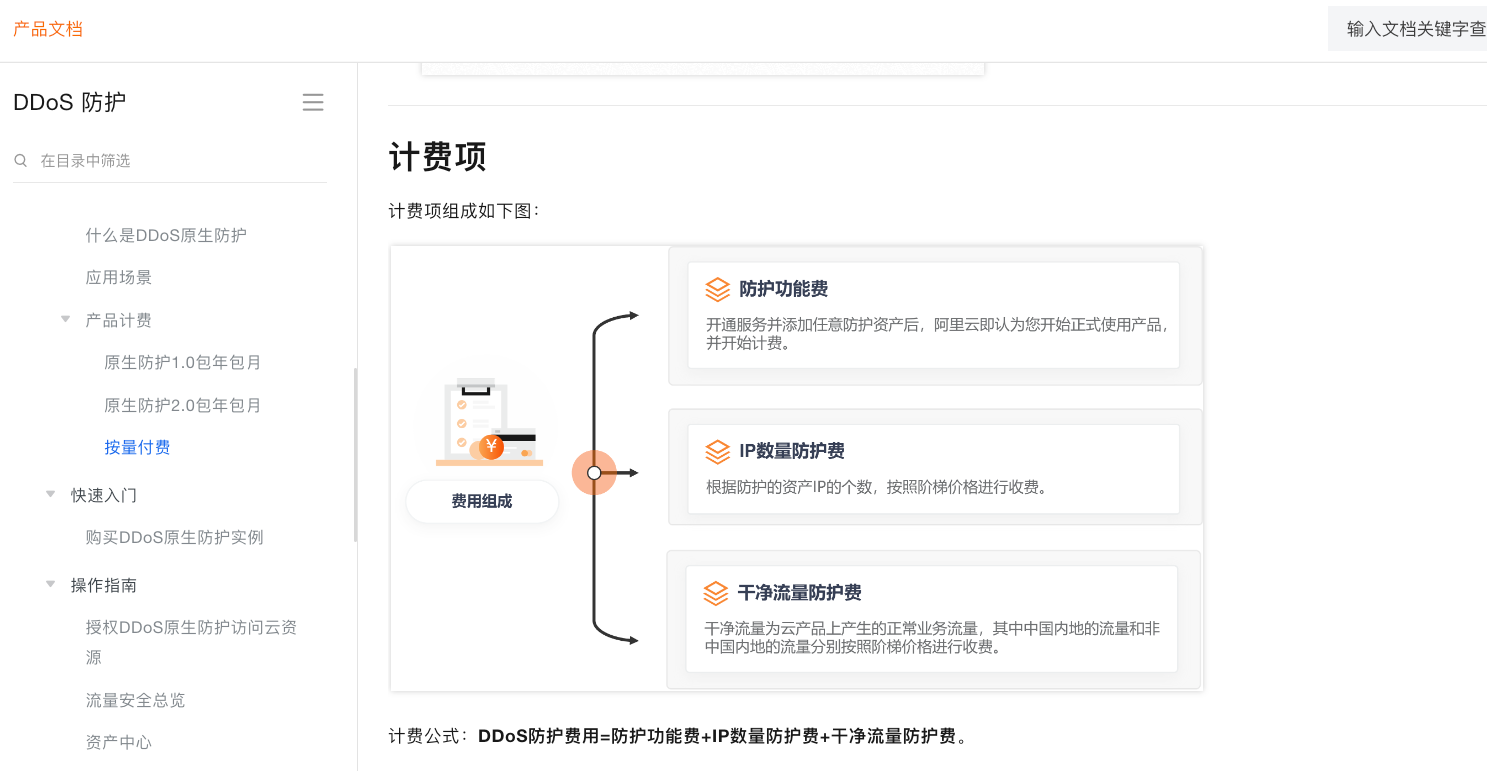 产品文档
输入文档关键字查
DDoS 防护
在目录中筛选
什么是DDoS原生防护
应用场景
产品计费
原生防护1.0包年包月
原生防护2.0包年包月
按量付费
快速入门
购买DDoS原生防护实例
操作指南
授权DDoS原生防护访问云资
源
流量安全总览
资产中心
计费项
计费项组成如下图：
费用组成
防护功能费
开通服务并添加任意防护资产后，阿里云即认为您开始正式使用产品，
并开始计费。
IP数量防护费
根据防护的资产IP的个数，按照阶梯价格进行收费。
干净流量防护费
干净流量为云产品上产生的正常业务流量，其中中国内地的流量和非
中国内地的流量分别按照阶梯价格进行收费。
计费公式：DDoS防护费用=防护功能费+IP数量防护费+干净流量防护费。